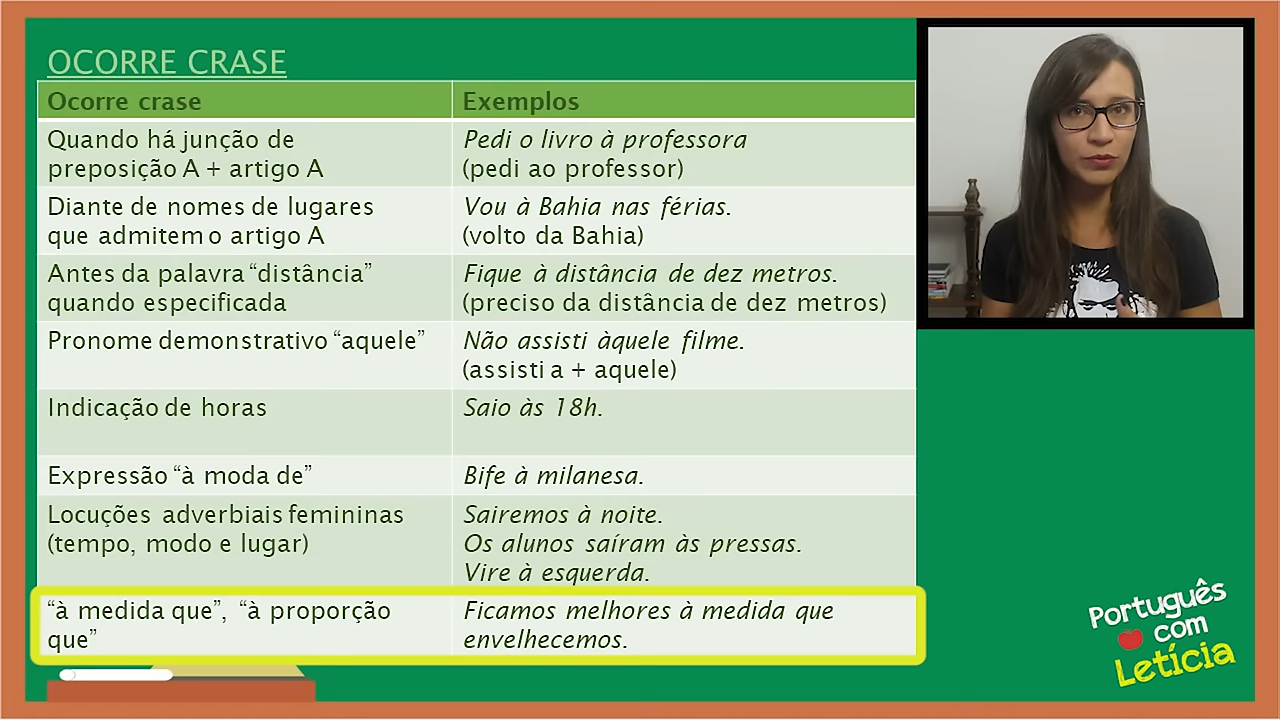 OCORRE CRASE
Ocorre crase
Exemplos
Quando há junção de
preposição A + artigo A
Pedi o livro à professora
(pedi ao professor)
Diante de nomes de lugares
que admitem o artigo A
Vou à Bahia nas férias.
(volto da Bahia)
Antes da palavra “distância”
quando especificada
Fique à distância de dez metros.
(preciso da distância de dez metros)
Pronome demonstrativo “aquele”
Não assisti àquele filme.
(assisti a + aquele)
Indicação de horas
Saio às 18h.
Expressão “à moda de”
Bife à milanesa.
Locuções adverbiais femininas
(tempo, modo e lugar)
Sairemos à noite.
Os alunos saíram às pressas.
Vire à esquerda.
“à medida que”, “à proporção
que”
Ficamos melhores à medida que
envelhecemos.
Português
com
Letícia